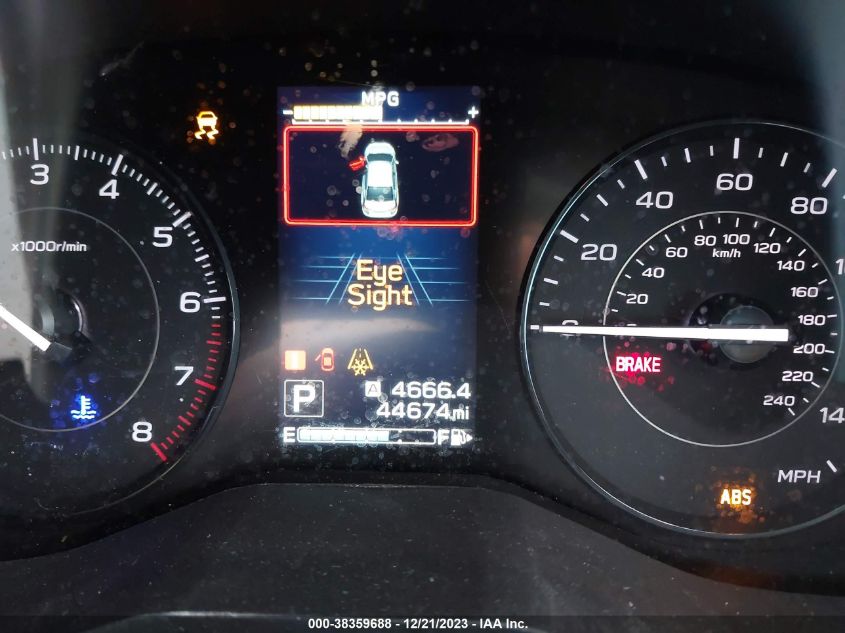 MPG
- +
3
4
5
6
7
8
x1000r/min
Eye
Sight
P
A 4666.4
44674 mi
E F
20
40
60
80
0
20
40
60
80
100
120
140
160
180
200
220
240
km/h
BRAKE
MPH
ABS
000-38359688 - 12/21/2023 - IAA Inc.